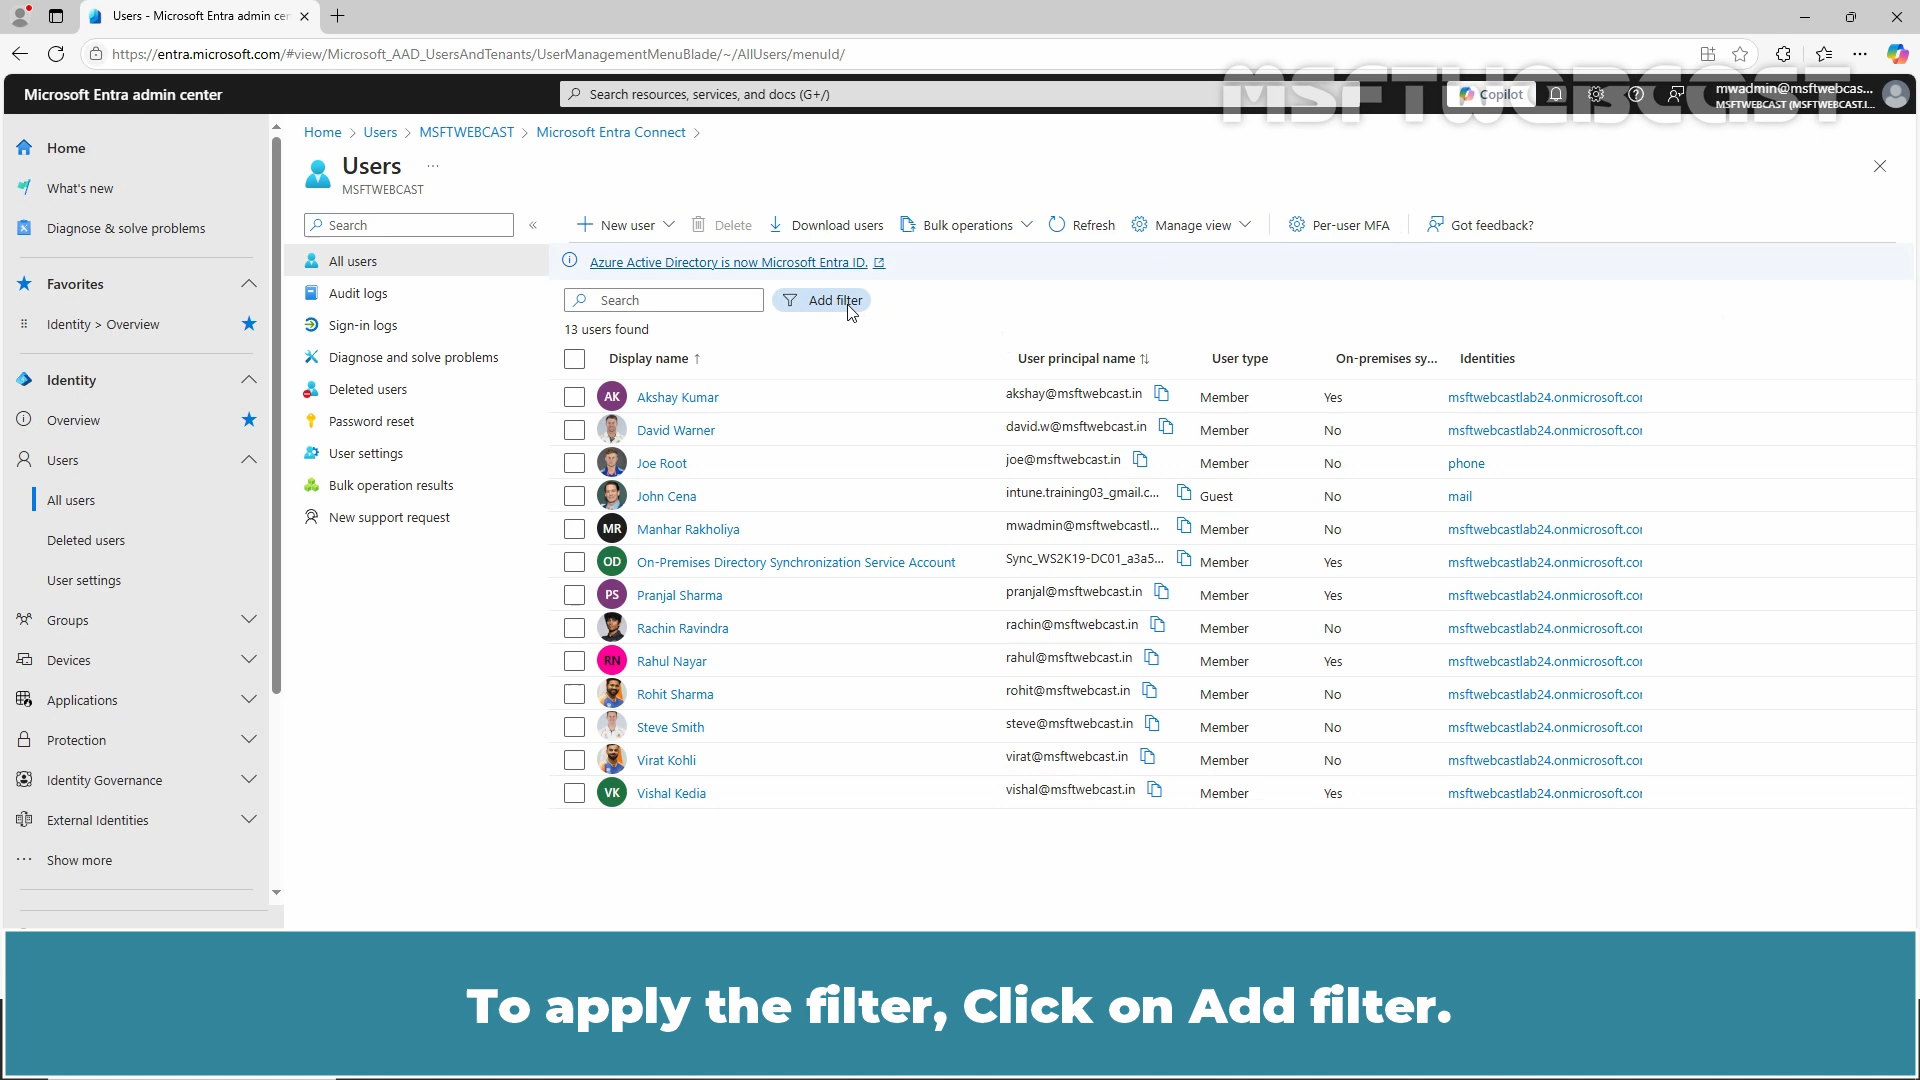 Users - Microsoft Entra admin cen
https://entra.microsoft.com/#view/Microsoft_AAD_UsersAndTenants/UserManagementMenuBlade/~/AllUsers/menuId/
MSFTWEBCAST
Microsoft Entra admin center
Search resources, services, and docs (G+/)
Copilot
mwadmin@msftwebcas...
MSFTWEBCAST (MSFTWEBCAST.I...
Home
What's new
Diagnose & solve problems
Favorites
Identity > Overview
Identity
Overview
Users
All users
Deleted users
User settings
Groups
Devices
Applications
Protection
Identity Governance
External Identities
Show more
Home > Users > MSFTWEBCAST > Microsoft Entra Connect >
Users ...
MSFTWEBCAST
Search
All users
Audit logs
Sign-in logs
Diagnose and solve problems
Deleted users
Password reset
User settings
Bulk operation results
New support request
New user Delete Download users Bulk operations Refresh Manage view Per-user MFA Got feedback?
Azure Active Directory is now Microsoft Entra ID.
Search Add filter
13 users found
Display name ↑ User principal name ↑↓ User type On-premises sy... Identities
AK Akshay Kumar akshay@msftwebcast.in Member Yes msftwebcastlab24.onmicrosoft.cor
David Warner david.w@msftwebcast.in Member No msftwebcastlab24.onmicrosoft.cor
Joe Root joe@msftwebcast.in Member No phone
John Cena intune.training03_gmail.c... Guest No mail
MR Manhar Rakholiya mwadmin@msftwebcastl... Member No msftwebcastlab24.onmicrosoft.cor
OD On-Premises Directory Synchronization Service Account Sync_WS2K19-DC01_a3a5... Member Yes msftwebcastlab24.onmicrosoft.cor
PS Pranjal Sharma pranjal@msftwebcast.in Member Yes msftwebcastlab24.onmicrosoft.cor
Rachin Ravindra rachin@msftwebcast.in Member No msftwebcastlab24.onmicrosoft.cor
RN Rahul Nayar rahul@msftwebcast.in Member Yes msftwebcastlab24.onmicrosoft.cor
Rohit Sharma rohit@msftwebcast.in Member No msftwebcastlab24.onmicrosoft.cor
Steve Smith steve@msftwebcast.in Member No msftwebcastlab24.onmicrosoft.cor
Virat Kohli virat@msftwebcast.in Member No msftwebcastlab24.onmicrosoft.cor
VK Vishal Kedia vishal@msftwebcast.in Member Yes msftwebcastlab24.onmicrosoft.cor
To apply the filter, Click on Add filter.